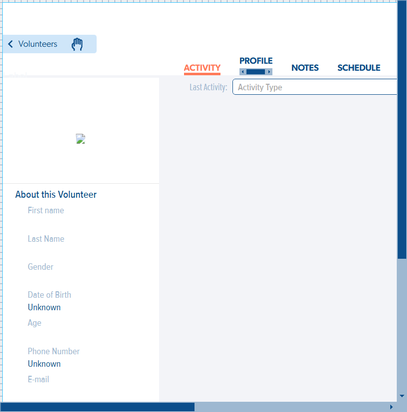 Volunteers
ACTIVITY PROFILE NOTES SCHEDULE
Last Activity: Activity Type
About this Volunteer
First name
Last Name
Gender
Date of Birth
Unknown
Age
Phone Number
Unknown
E-mail